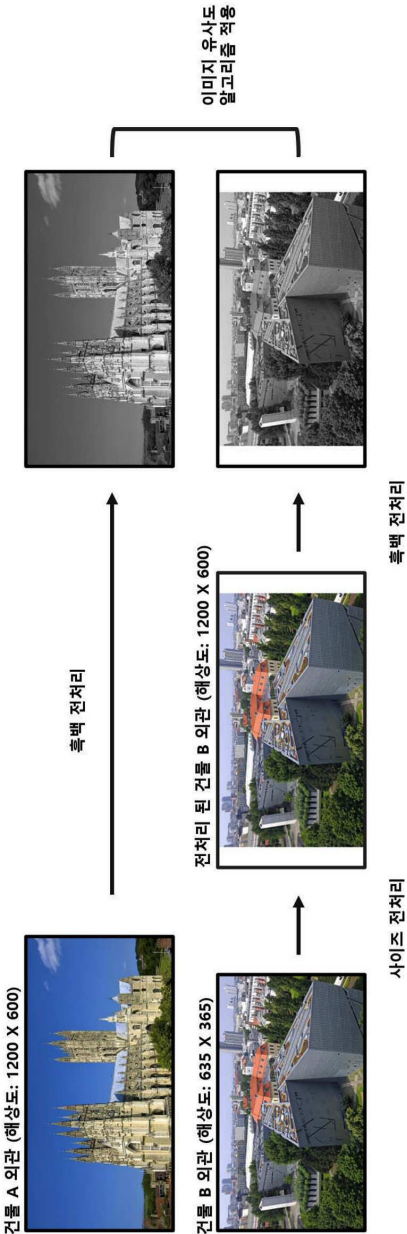 건물 A 외관 (해상도: 1200 X 600)
흑백 전처리
이미지 유사도
알고리즘 적용
건물 B 외관 (해상도: 635 X 365)
전처리 된 건물 B 외관 (해상도: 1200 X 600)
사이즈 전처리
흑백 전처리